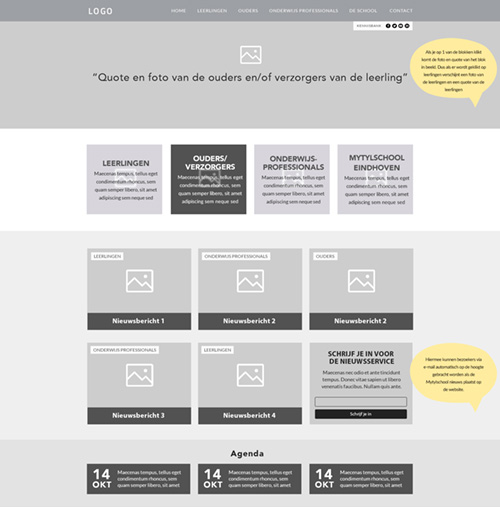 LOGO
HOME LEERLINGEN OUDERS ONDERWIJS PROFESSIONALS DE SCHOOL CONTACT
Als je op 1 van de blokken klikt
komt de foto en quote van het blok
in beeld. Dus als er wordt geklikt op
leerlingen verschijnt een foto van
de leerlingen en een quote van de
leerlingen
“Quote en foto van de ouders en/of verzorgers van de leerling”
LEERLINGEN
Maecenas tempus, tellus eget
condimentum rhoncus, sem
quam semper libero, sit amet
adipiscing sem neque sed
OUDERS/
VERZORGERS
Maecenas tempus, tellus eget
condimentum rhoncus, sem
quam semper libero, sit amet
adipiscing sem neque sed
ONDERWIJS-
PROFESSIONALS
Maecenas tempus, tellus eget
condimentum rhoncus, sem
quam semper libero, sit amet
adipiscing sem neque sed
MYTYLSCHOOL
EINDHOVEN
Maecenas tempus, tellus eget
condimentum rhoncus, sem
quam semper libero, sit amet
adipiscing sem neque sed
LEERLINGEN
Nieuwsbericht 1
ONDERWIJS PROFESSIONALS
Nieuwsbericht 2
OUDERS
Nieuwsbericht 2
ONDERWIJS PROFESSIONALS
Nieuwsbericht 3
LEERLINGEN
Nieuwsbericht 4
SCHRIJF JE IN VOOR
DE NIEUWSSERVICE
Maecenas nec odio et ante tincidunt
tempus. Donec vitae sapien ut libero
venenatis faucibus. Nullam quis ante.
Schrijf je in
Hiermee kunnen bezoekers via
e-mail automatisch op de hoogte
gebracht worden als de
Mytylschool nieuws plaatst op
de website.
Agenda
14
OKT
Maecenas tempus, tellus eget
condimentum rhoncus, sem
quam semper libero, sit amet
14
OKT
Maecenas tempus, tellus eget
condimentum rhoncus, sem
quam semper libero, sit amet
14
OKT
Maecenas tempus, tellus eget
condimentum rhoncus, sem
quam semper libero, sit amet